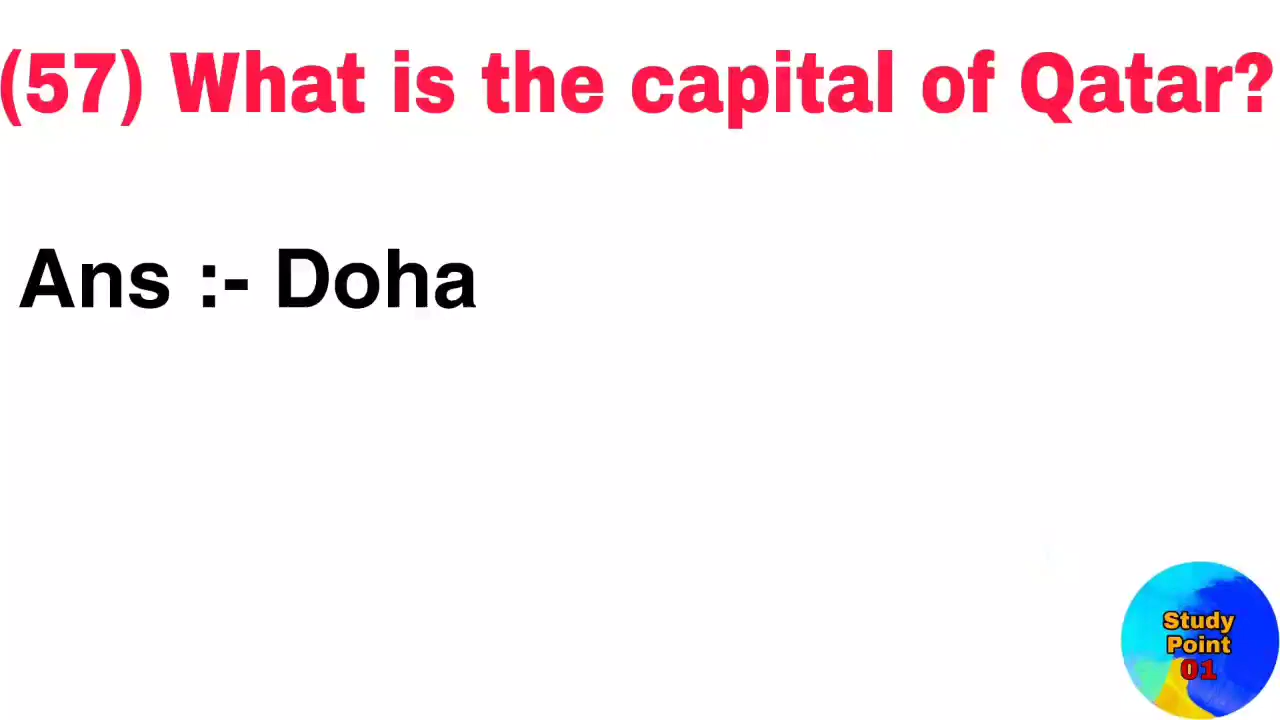 (57) What is the capital of Qatar?
Ans :- Doha
Study
Point
01